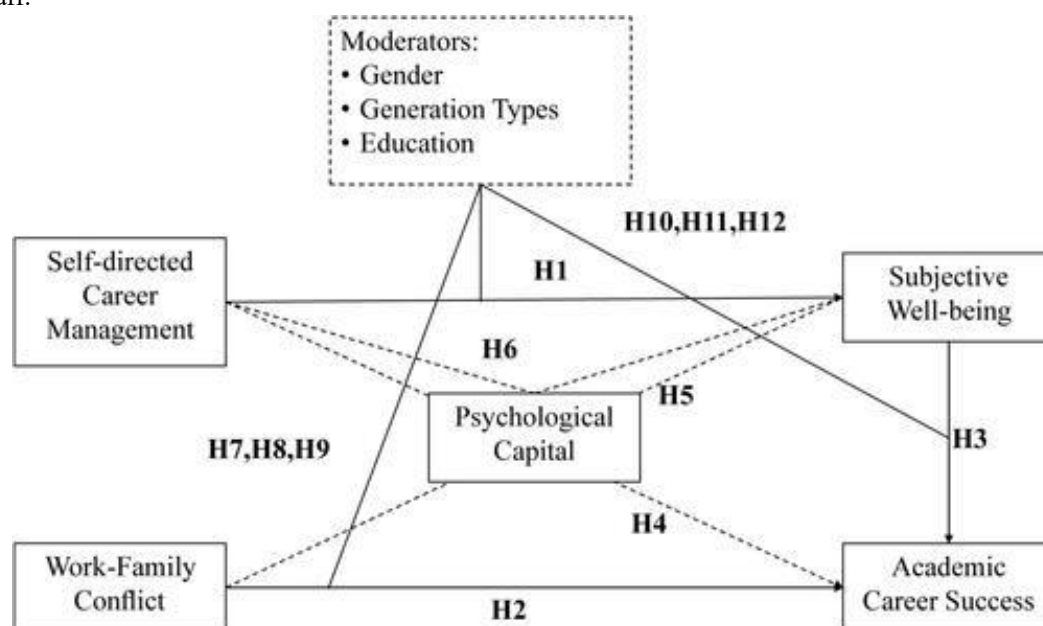 Moderators:
• Gender
• Generation Types
• Education
H10,H11,H12
Self-directed
Career
Management
H1
Subjective
Well-being
H6
H5
Psychological
Capital
H3
H7,H8,H9
H4
Work-Family
Conflict
H2
Academic
Career Success